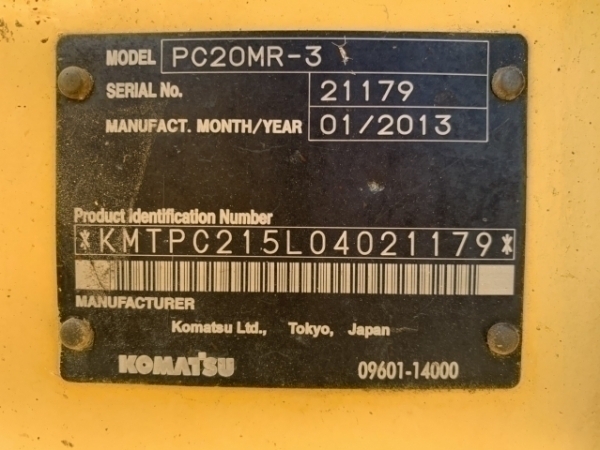 MODEL PC20MR-3
SERIAL No. 21179
MANUFACT. MONTH/YEAR 01/2013
Product Identification Number
*KMTPC215L04021179*
MANUFACTURER
Komatsu Ltd., Tokyo, Japan
KOMATSU 09601-14000